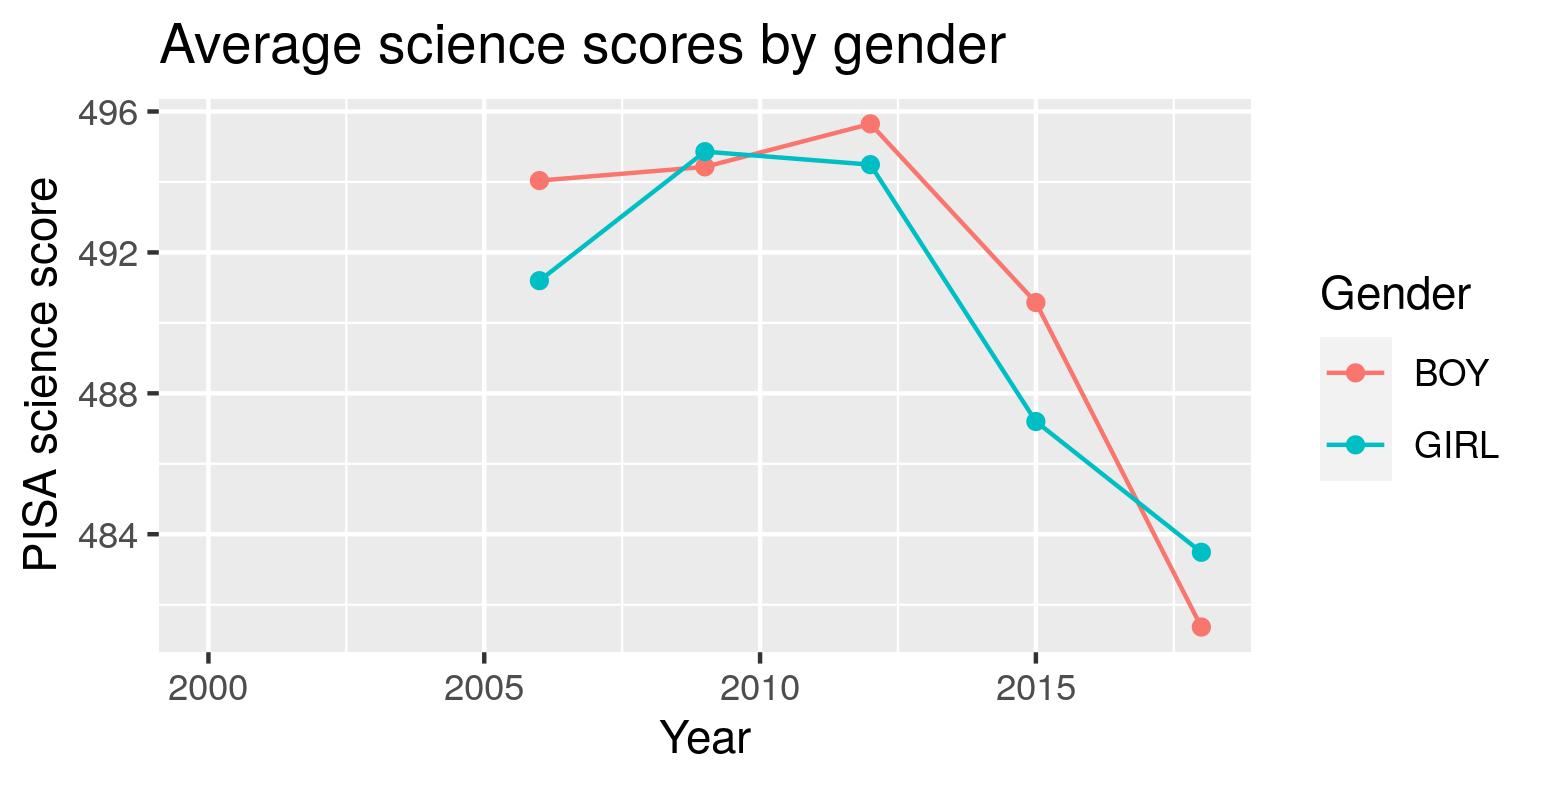 Average science scores by gender
496
492
488
484
PISA science score
2000 2005 2010 2015
Year
Gender
BOY
GIRL